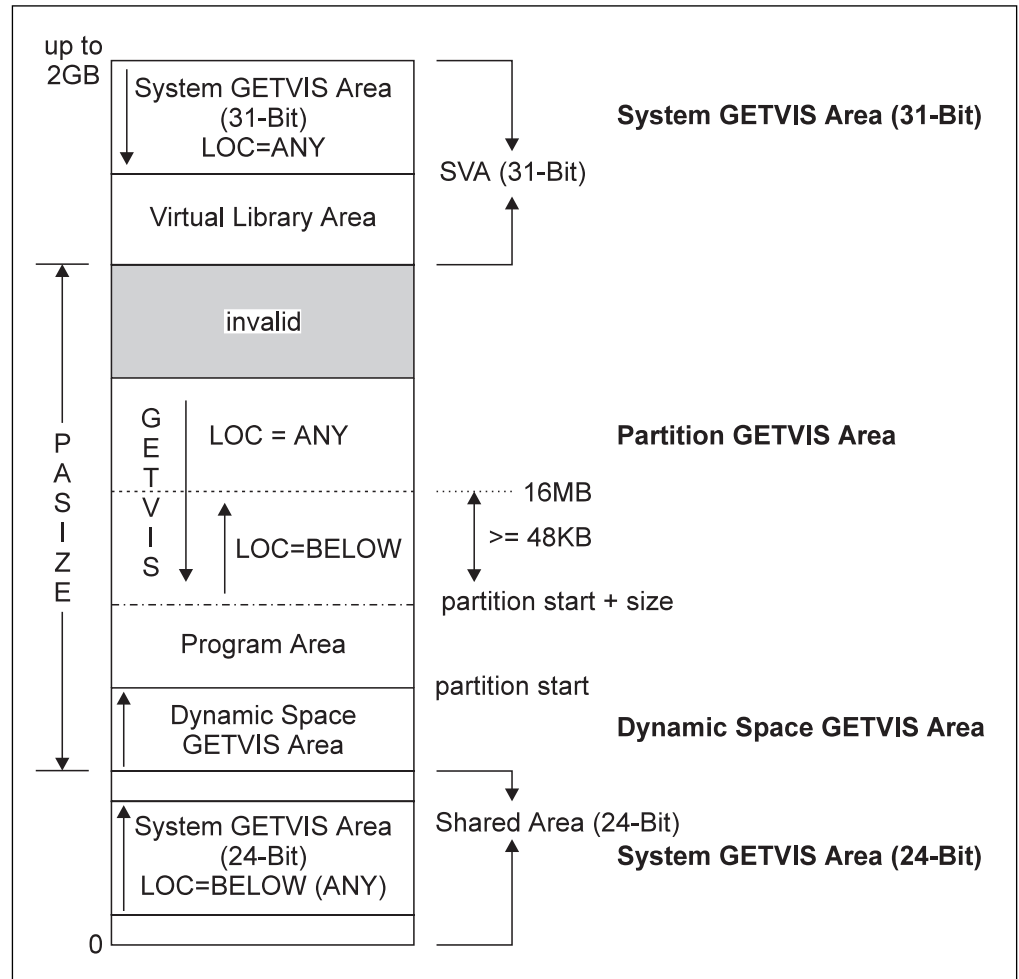 up to
2GB
System GETVIS Area
(31-Bit)
LOC=ANY
System GETVIS Area (31-Bit)
SVA (31-Bit)
Virtual Library Area
invalid
PASIZE
GETVIS
LOC = ANY
Partition GETVIS Area
16MB
>= 48KB
LOC=BELOW
partition start + size
Program Area
partition start
Dynamic Space
GETVIS Area
Dynamic Space GETVIS Area
System GETVIS Area
(24-Bit)
LOC=BELOW (ANY)
Shared Area (24-Bit)
System GETVIS Area (24-Bit)
0